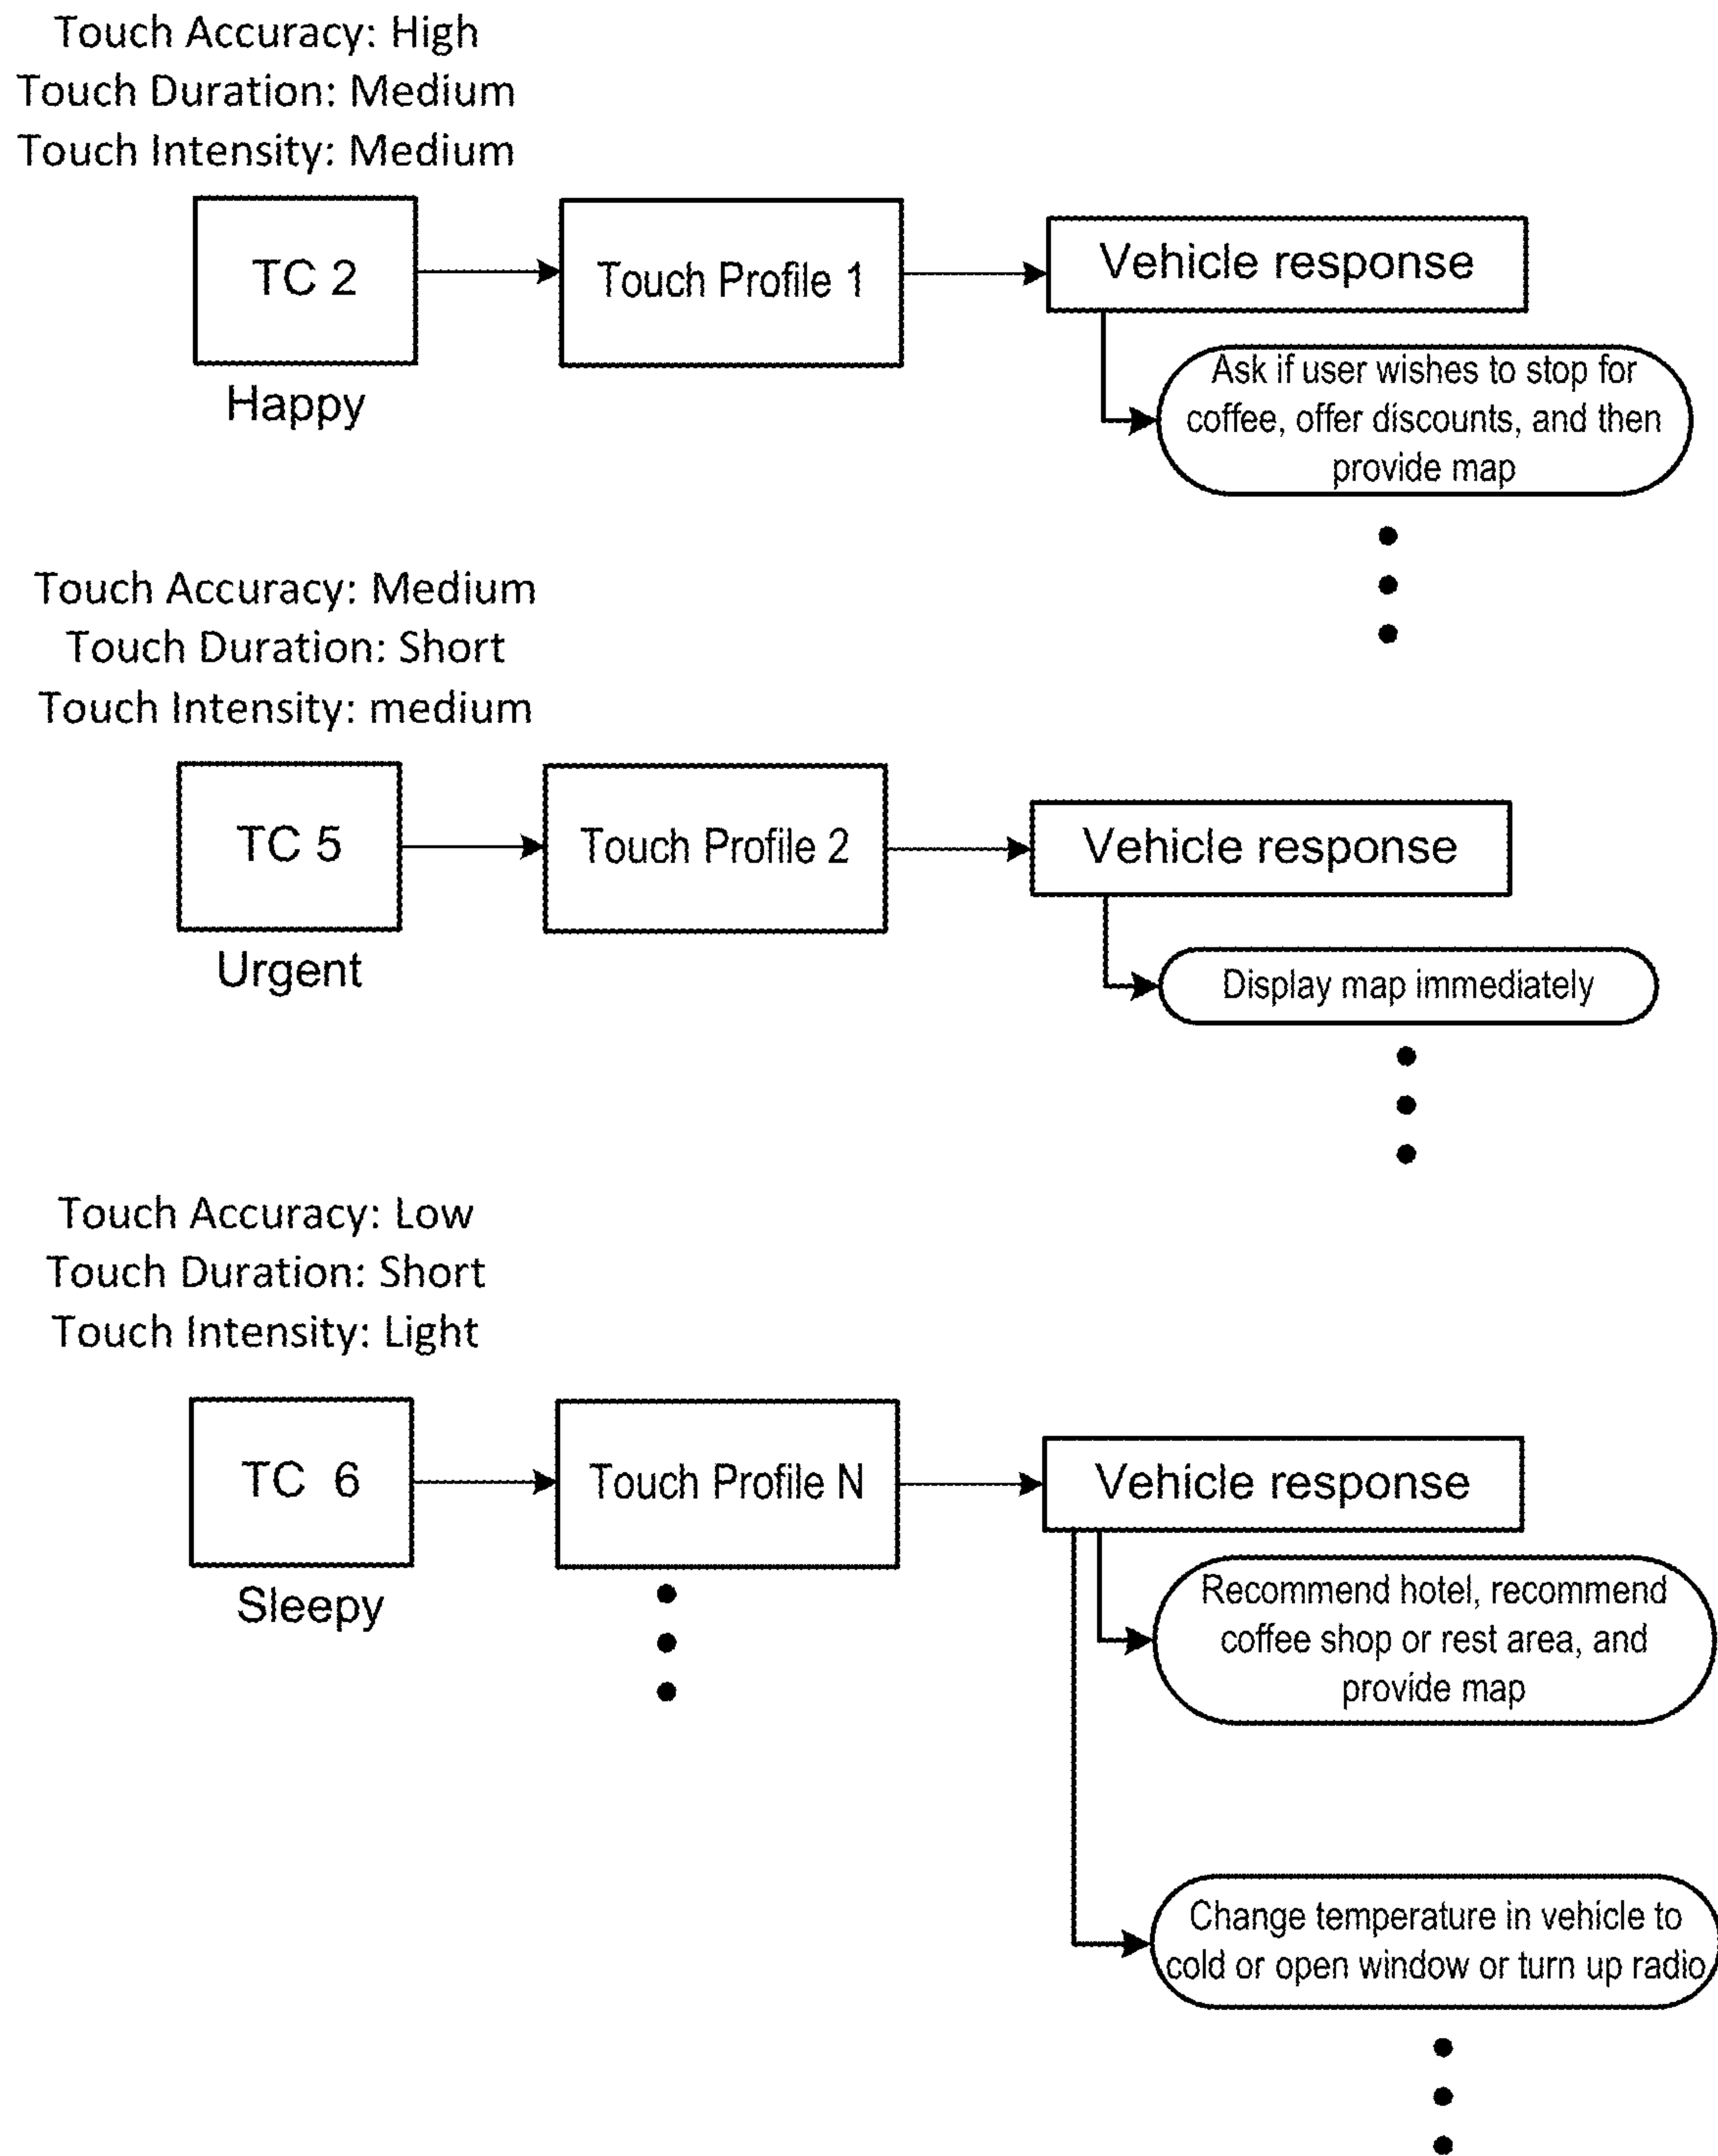 Touch Accuracy: High
Touch Duration: Medium
Touch Intensity: Medium
TC 2
Touch Profile 1
Vehicle response
Happy
Ask if user wishes to stop for
coffee, offer discounts, and then
provide map
Touch Accuracy: Medium
Touch Duration: Short
Touch Intensity: medium
TC 5
Touch Profile 2
Vehicle response
Urgent
Display map immediately
Touch Accuracy: Low
Touch Duration: Short
Touch Intensity: Light
TC 6
Touch Profile N
Vehicle response
Sleepy
Recommend hotel, recommend
coffee shop or rest area, and
provide map
Change temperature in vehicle to
cold or open window or turn up radio